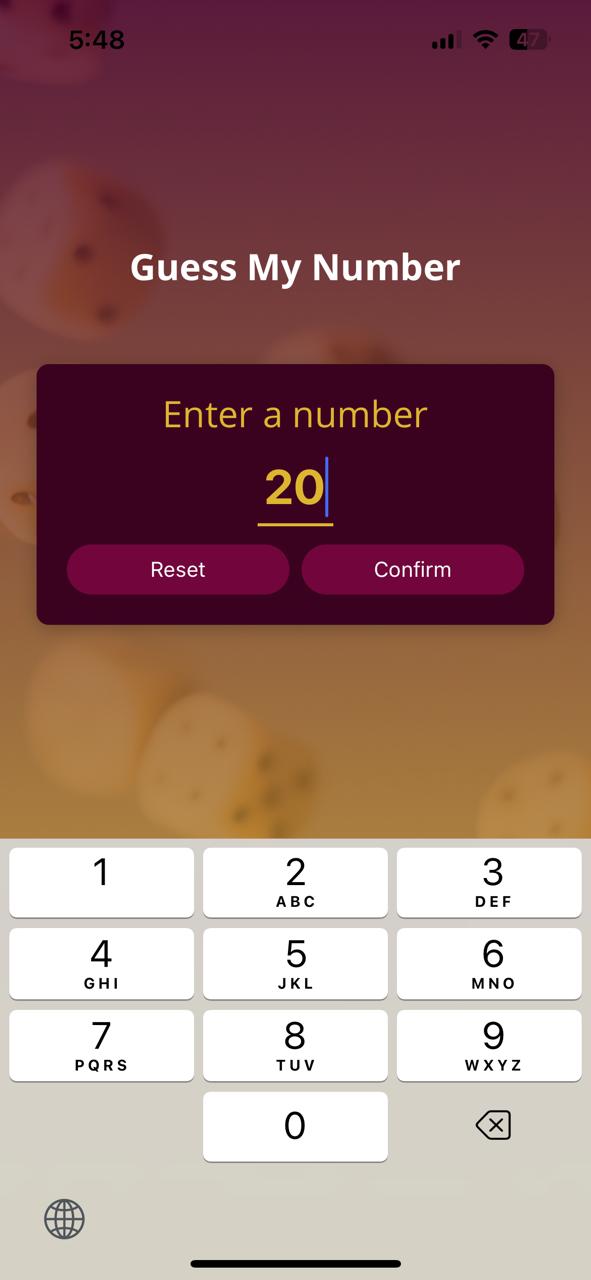 5:48
47
Guess My Number
Enter a number
20
Reset Confirm
1 2 3
ABC DEF
4 5 6
GHI JKL MNO
7 8 9
PQRS TUV WXYZ
0